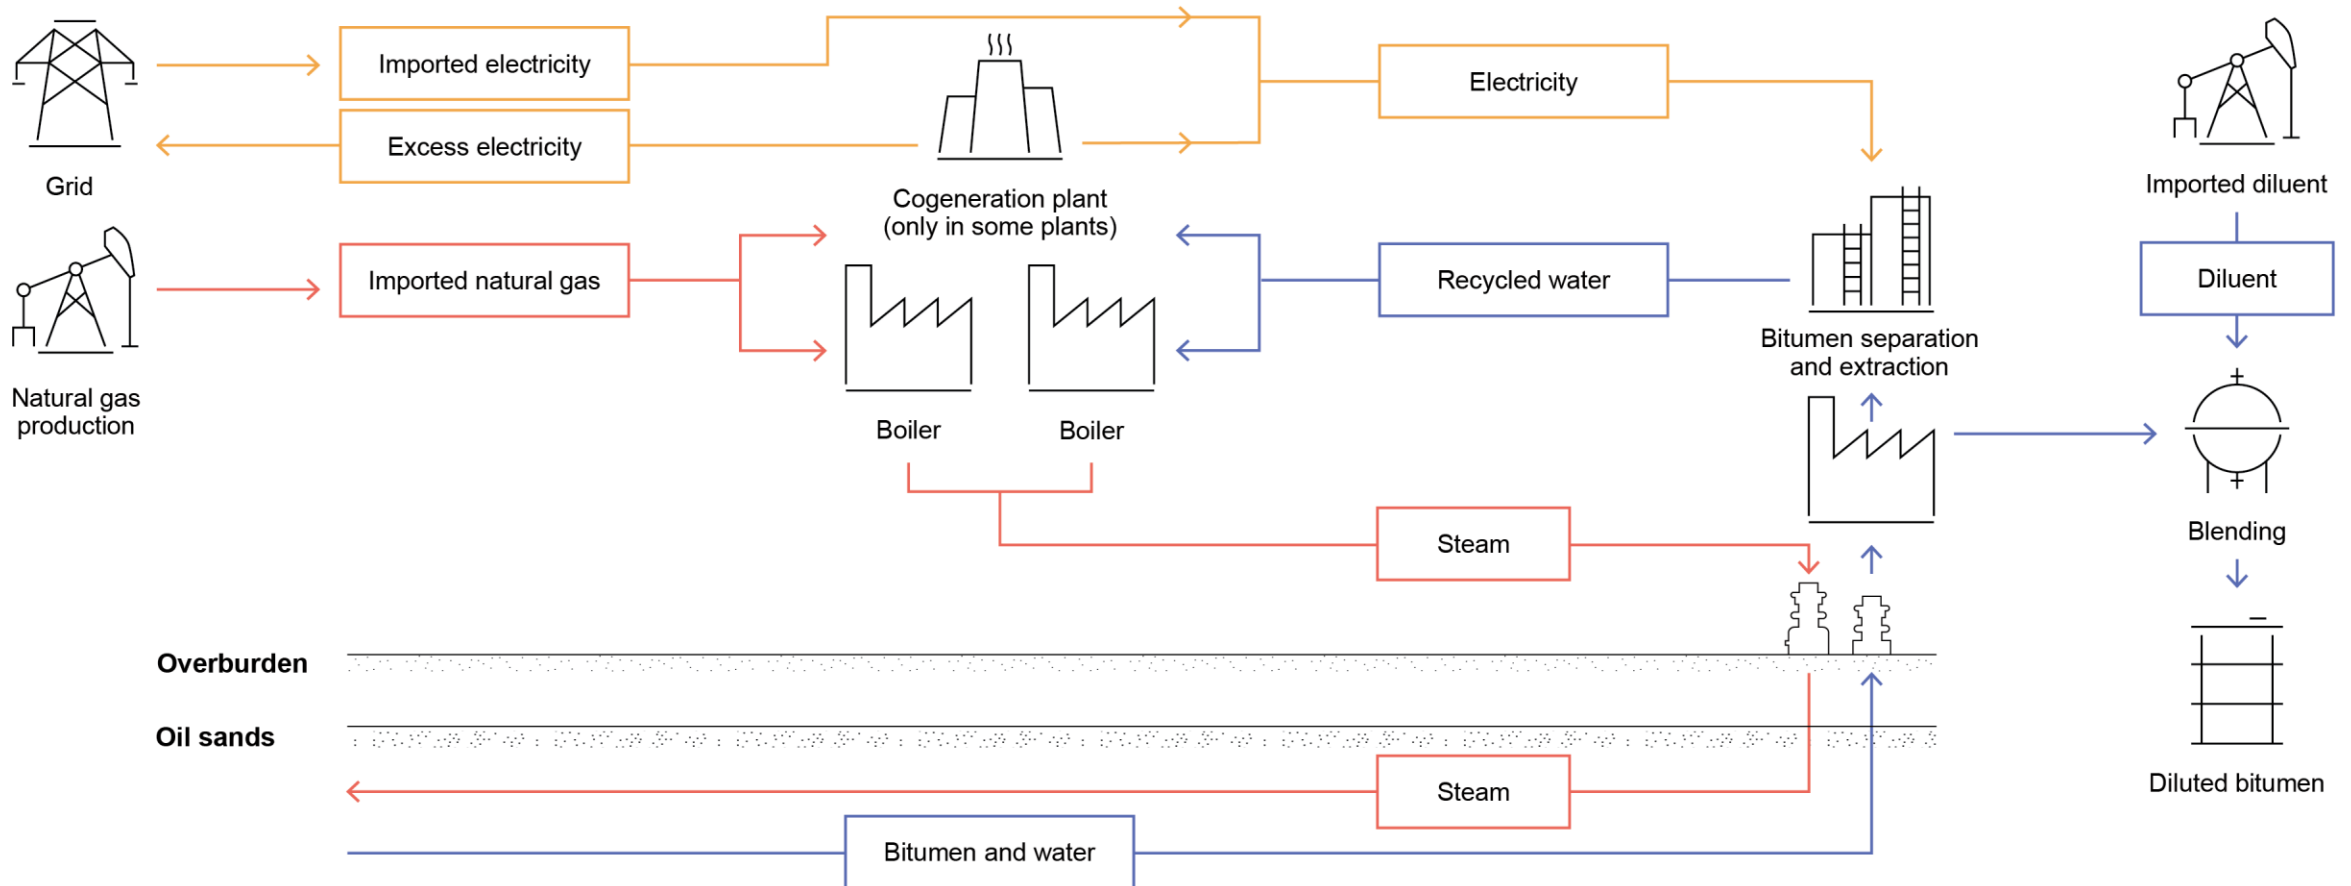 Imported electricity
Electricity
Excess electricity
Grid
Imported diluent
Cogeneration plant
(only in some plants)
Imported natural gas
Recycled water
Diluent
Bitumen separation
and extraction
Natural gas
production
Boiler
Boiler
Blending
Steam
Overburden
Oil sands
Steam
Diluted bitumen
Bitumen and water